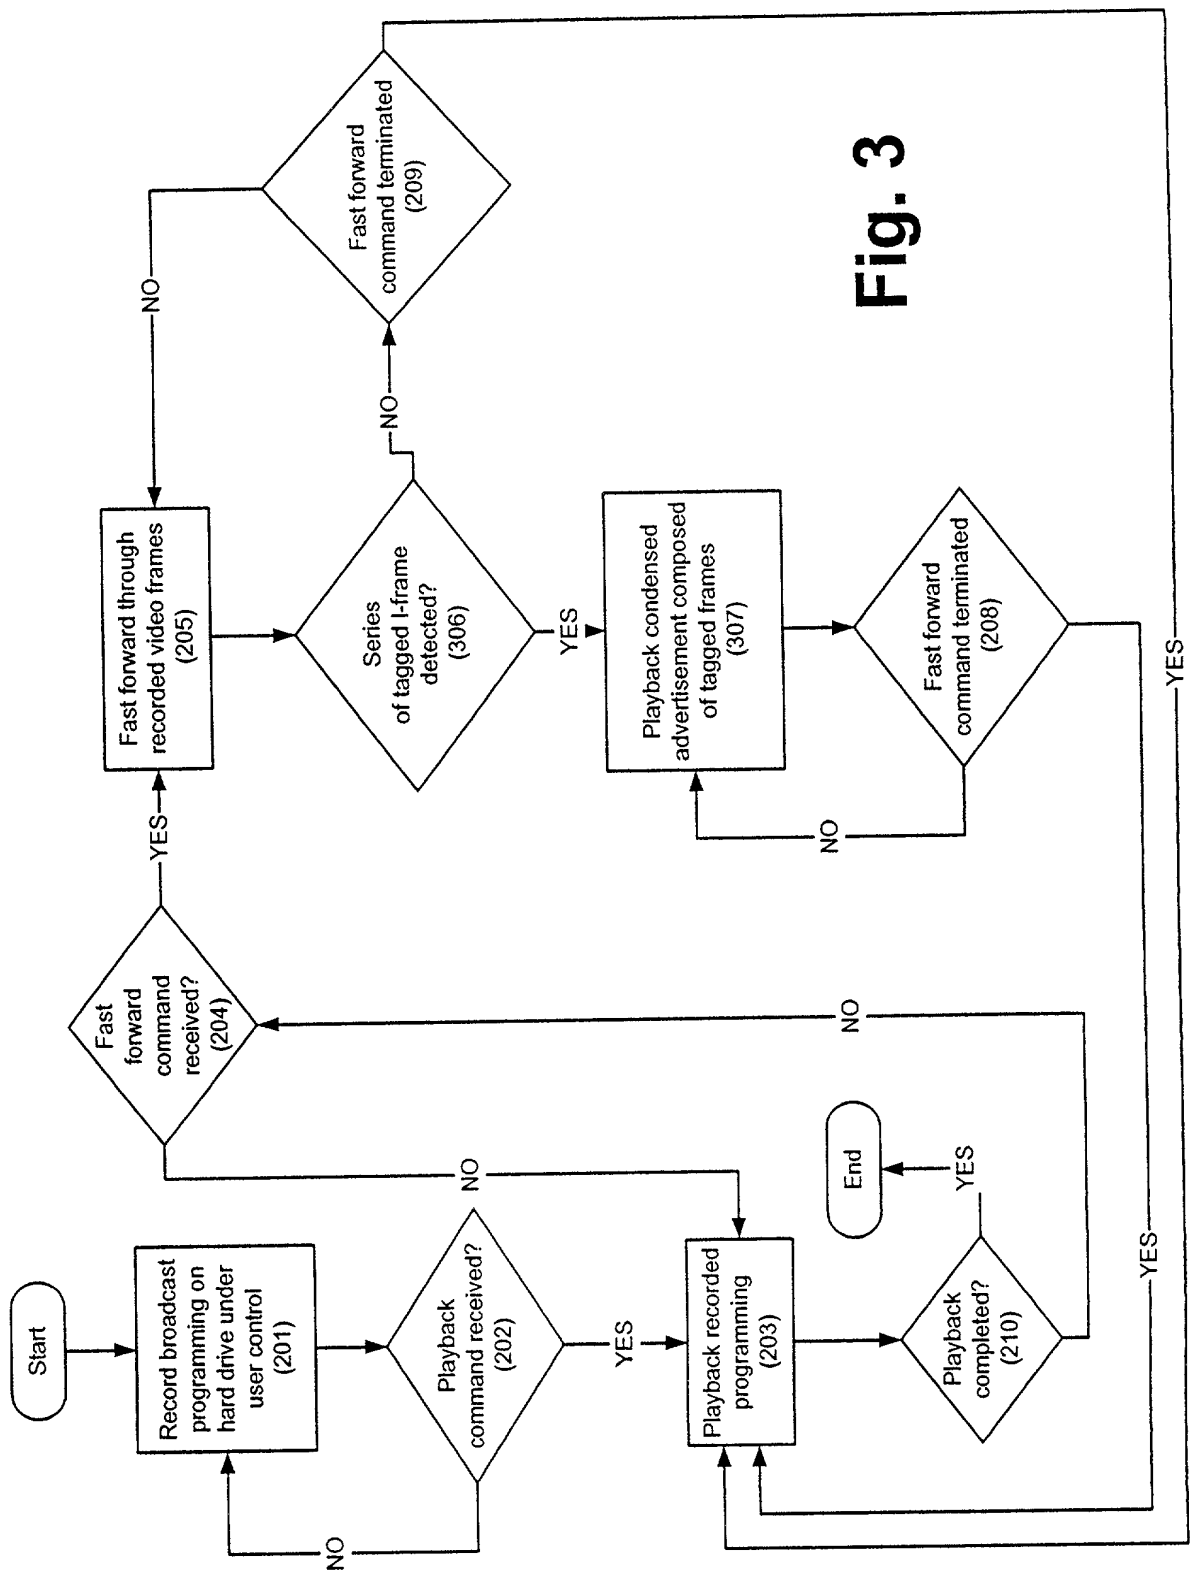 Start
Record broadcast
programming on
hard drive under
user control
(201)
NO
Playback
command received?
(202)
YES
Playback recorded
programming
(203)
Playback
completed?
(210)
YES
End
NO
NO
Fast
forward
command
received?
(204)
YES
Fast forward through
recorded video frames
(205)
Series
of tagged I-frame
detected?
(306)
YES
Playback condensed
advertisement composed
of tagged frames
(307)
NO
Fast forward
command terminated
(208)
YES
NO
Fast forward
command terminated
(209)
NO
YES
Fig. 3